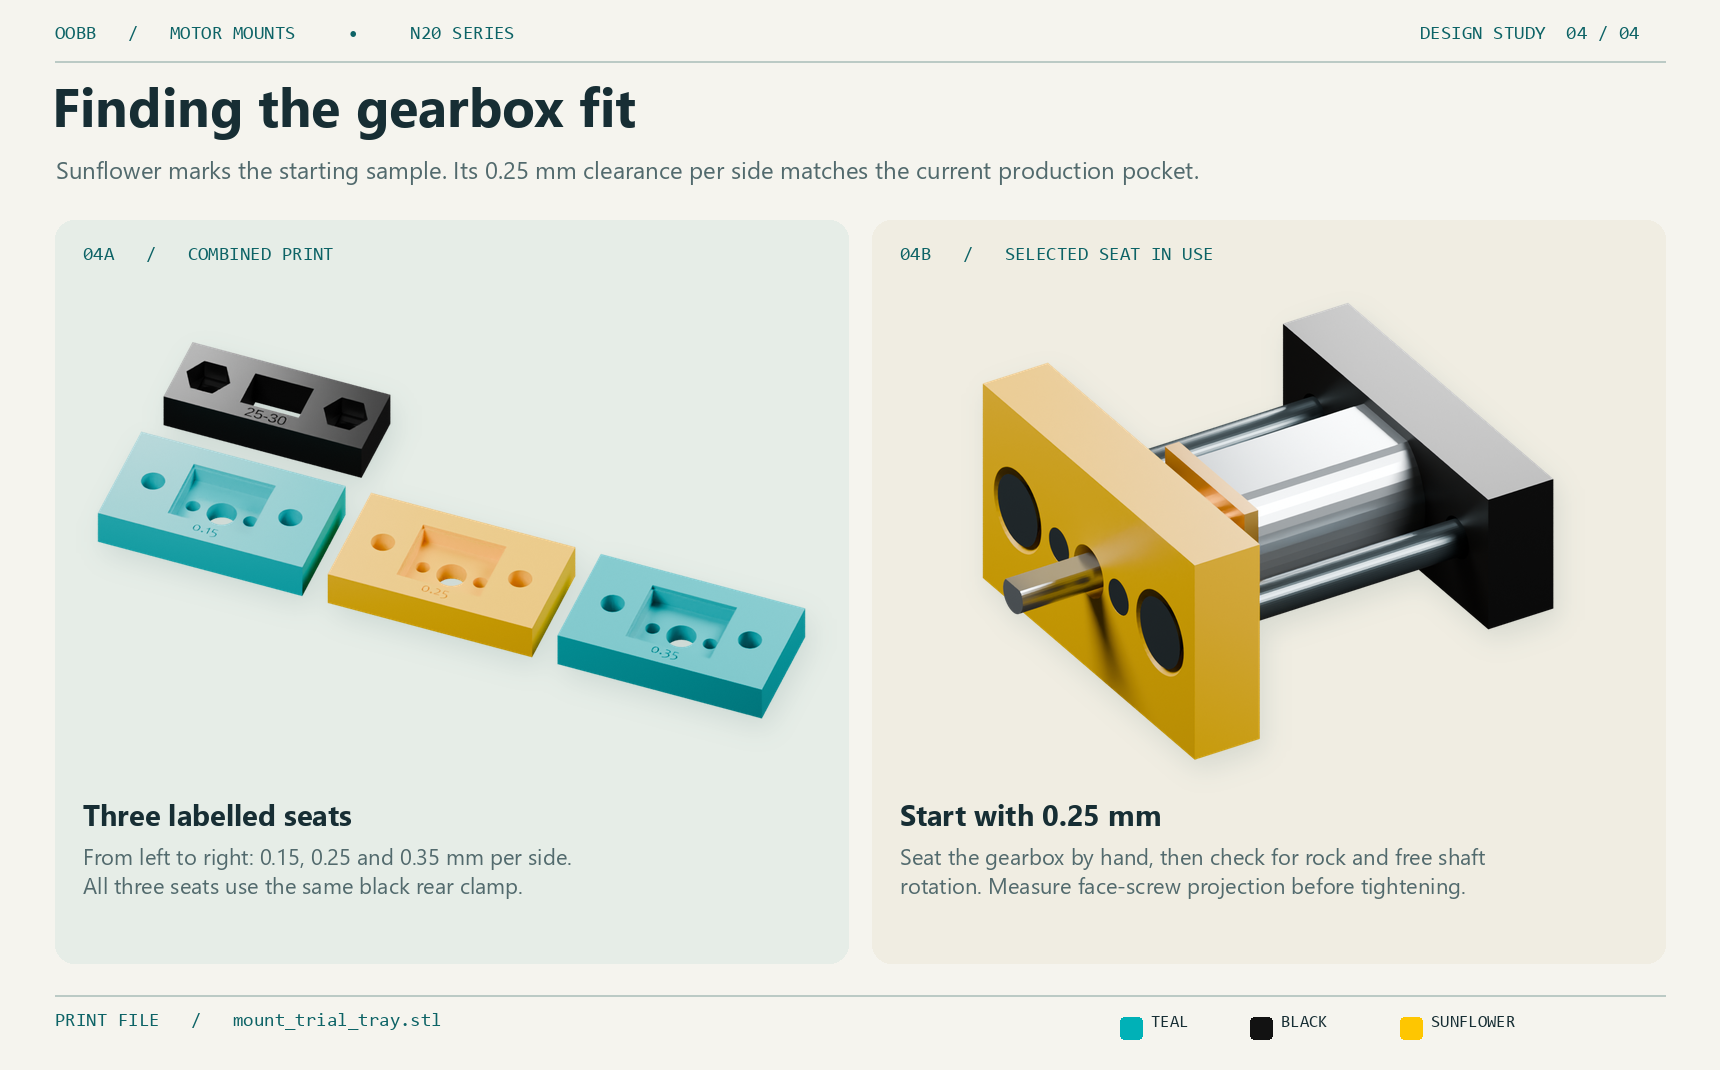 OOBB / MOTOR MOUNTS • N20 SERIES
DESIGN STUDY 04 / 04
Finding the gearbox fit
Sunflower marks the starting sample. Its 0.25 mm clearance per side matches the current production pocket.
04A / COMBINED PRINT
25-30
0.15
0.25
0.35
Three labelled seats
From left to right: 0.15, 0.25 and 0.35 mm per side.
All three seats use the same black rear clamp.
04B / SELECTED SEAT IN USE
Start with 0.25 mm
Seat the gearbox by hand, then check for rock and free shaft
rotation. Measure face-screw projection before tightening.
PRINT FILE / mount_trial_tray.stl
TEAL
BLACK
SUNFLOWER